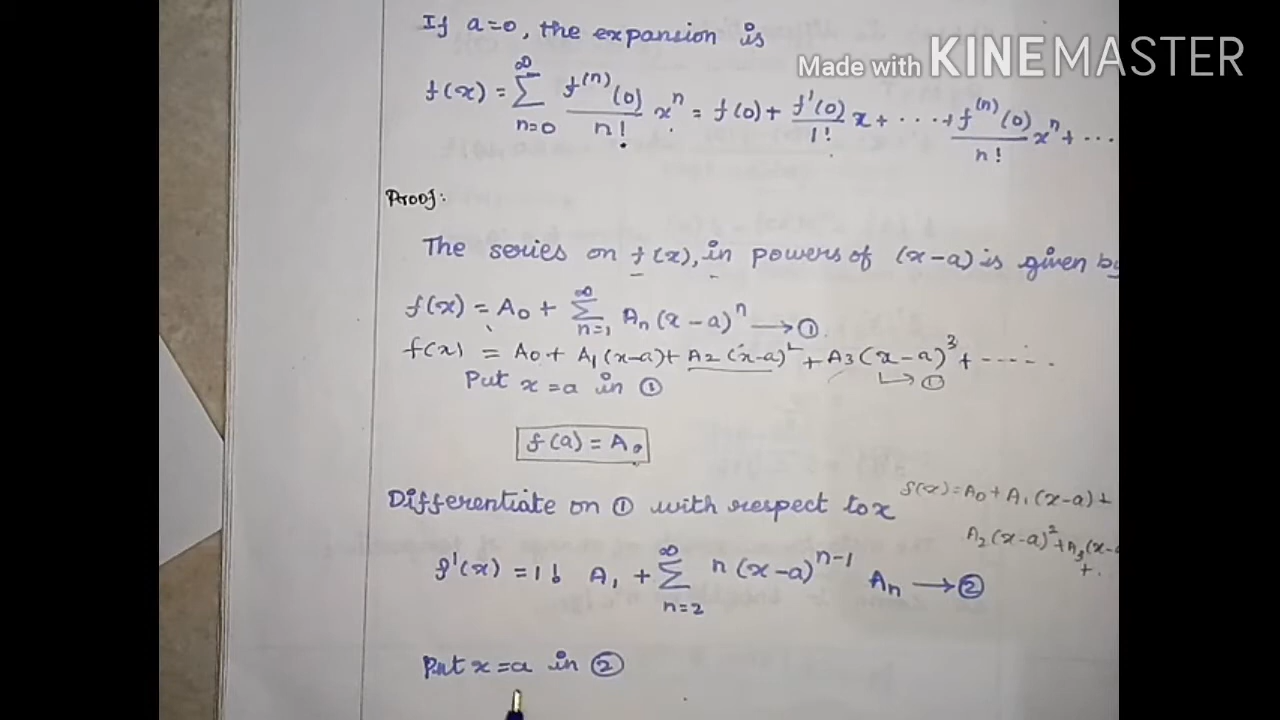 If a=0, the expansion is
Made with KINEMASTER
f(x) = ∞∑n=0 f⁽ⁿ⁾(0)/n! xⁿ = f(0) + f'(0)/1! x + ····+ f⁽ⁿ⁾(0)/n! xⁿ + ···
Proof:
The series on f(x), in powers of (x-a) is given by
f(x) = A₀ + ∞∑n=1 Aₙ (x-a)ⁿ → ①
f(x) = A₀ + A₁ (x-a) + A₂ (x-a)² + A₃ (x-a)³ + -----
→ ①
Put x=a in ①
f(a) = A₀
Differentiate on ① with respect to x
f(x) = A₀ + A₁ (x-a) +
A₂ (x-a)² + A₃ (x-
+ .
f'(x) = 1! A₁ + ∞∑n=2 n (x-a)ⁿ⁻¹ Aₙ → ②
Put x=a in ②